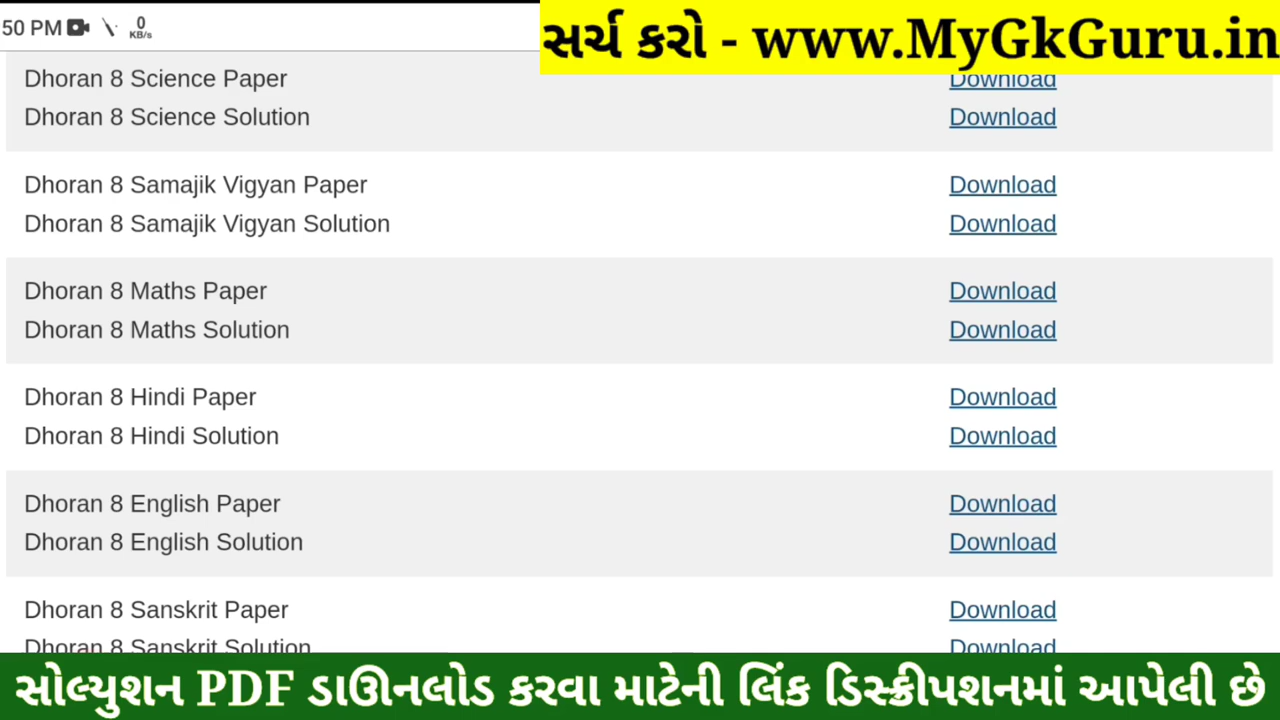 50 PM 0 KB/s
સર્ચ કરો - www.MyGkGuru.in
Dhoran 8 Science Paper Download
Dhoran 8 Science Solution Download
Dhoran 8 Samajik Vigyan Paper Download
Dhoran 8 Samajik Vigyan Solution Download
Dhoran 8 Maths Paper Download
Dhoran 8 Maths Solution Download
Dhoran 8 Hindi Paper Download
Dhoran 8 Hindi Solution Download
Dhoran 8 English Paper Download
Dhoran 8 English Solution Download
Dhoran 8 Sanskrit Paper Download
Dhoran 8 Sanskrit Solution Download
સોલ્યુશન PDF ડાઊનલોડ કરવા માટેની લિંક ડિસ્ક્રીપશનમાં આપેલી છે